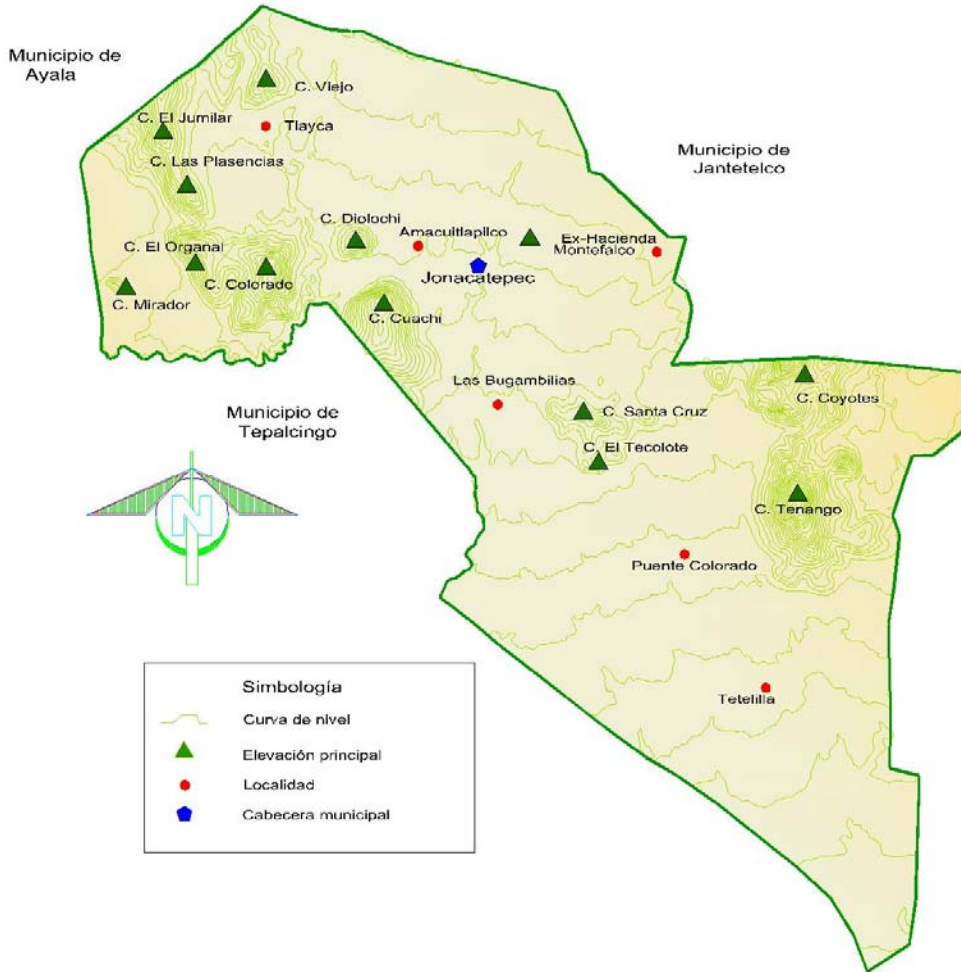 Municipio de
Ayala
C. Viejo
C. El Jumilar
Tlayca
C. Las Plasencias
Municipio de
Jantetelco
C. Diolochi
Amacuitlapilco
C. El Organal
Ex-Hacienda
Montefalco
Jonacatepec
C. Colorado
C. Mirador
C. Cuachi
Las Bugambilias
C. Coyotes
Municipio de
Tepalcingo
C. Santa Cruz
C. El Tecolote
N
C. Tenango
Puente Colorado
Tetelilla
Simbología
Curva de nivel
Elevación principal
Localidad
Cabecera municipal